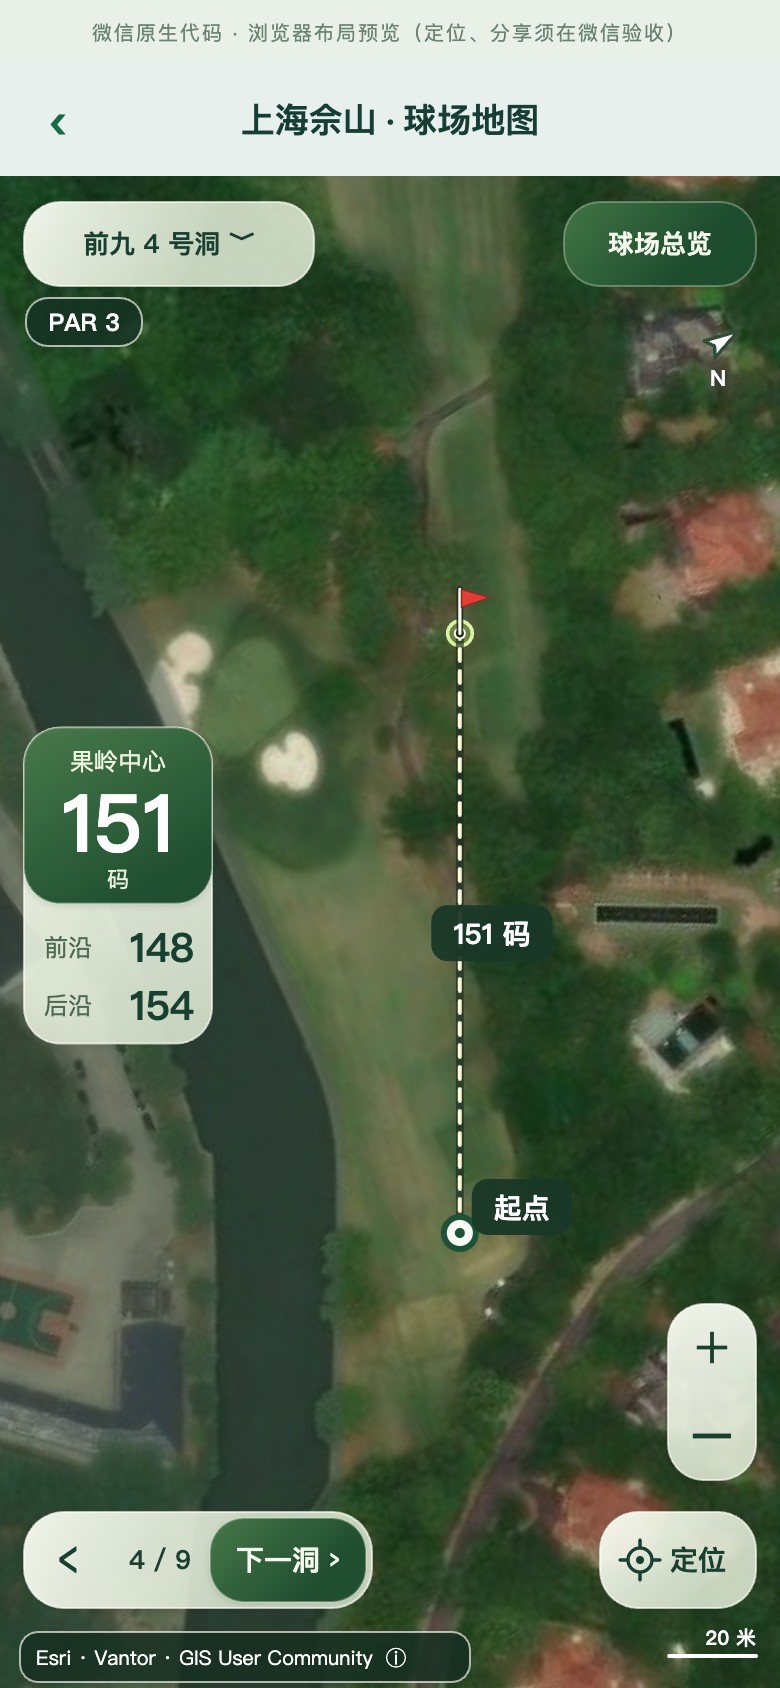 微信原生代码 · 浏览器布局预览（定位、分享须在微信验收）
‹ 上海佘山 · 球场地图
前九 4 号洞
球场总览
PAR 3
N
果岭中心
151
码
前沿 148
后沿 154
151 码
起点
+
—
< 4 / 9 下一洞 ›
定位
20 米
Esri · Vantor · GIS User Community ⓘ